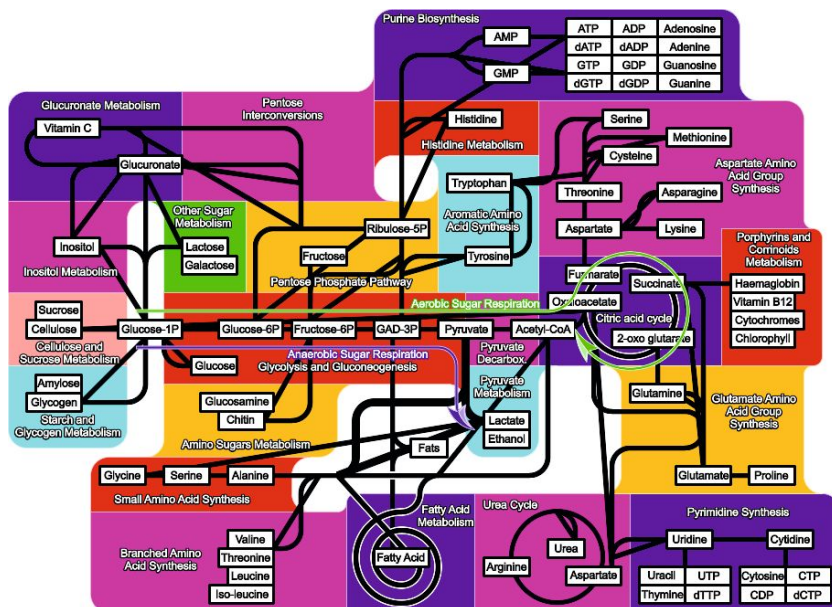 Purine Biosynthesis
AMP
GMP
ATP ADP Adenosine
dATP dADP Adenine
GTP GDP Guanosine
dGTP dGDP Guanine
Glucuronate Metabolism
Vitamin C
Glucuronate
Pentose
Interconversions
Histidine
Histidine Metabolism
Serine
Methionine
Cysteine
Aspartate Amino
Acid Group
Synthesis
Threonine
Asparagine
Aspartate
Lysine
Tryptophan
Aromatic Amino
Acid Synthesis
Tyrosine
Inositol
Inositol Metabolism
Other Sugar
Metabolism
Lactose
Galactose
Ribulose-5P
Fructose
Pentose Phosphate Pathway
Porphyrins and
Corrinoids
Metabolism
Haemaglobin
Vitamin B12
Cytochromes
Chlorophyll
Fumarate
Succinate
Oxoloacetate
Citric acid cycle
2-oxo glutarate
Aerobic Sugar Respiration
Sucrose
Cellulose
Cellulose and
Sucrose Metabolism
Glucose-1P
Glucose-6P
Fructose-6P
GAD-3P
Pyruvate
Acetyl-CoA
Pyruvate
Decarbox.
Anaerobic Sugar Respiration
Glycolysis and Gluconeogenesis
Glucose
Amylose
Glycogen
Starch and
Glycogen Metabolism
Glucosamine
Chitin
Amino Sugars Metabolism
Pyruvate
Metabolism
Lactate
Ethanol
Glutamine
Glutamate Amino
Acid Group
Synthesis
Glutamate
Proline
Fats
Glycine
Serine
Alanine
Small Amino Acid Synthesis
Valine
Threonine
Leucine
Iso-leucine
Branched Amino
Acid Synthesis
Fatty Acid
Metabolism
Fatty Acid
Urea Cycle
Urea
Arginine
Aspartate
Pyrimidine Synthesis
Uridine
Cytidine
Uracil UTP
Thymine dTTP
Cytosine CTP
CDP dCTP